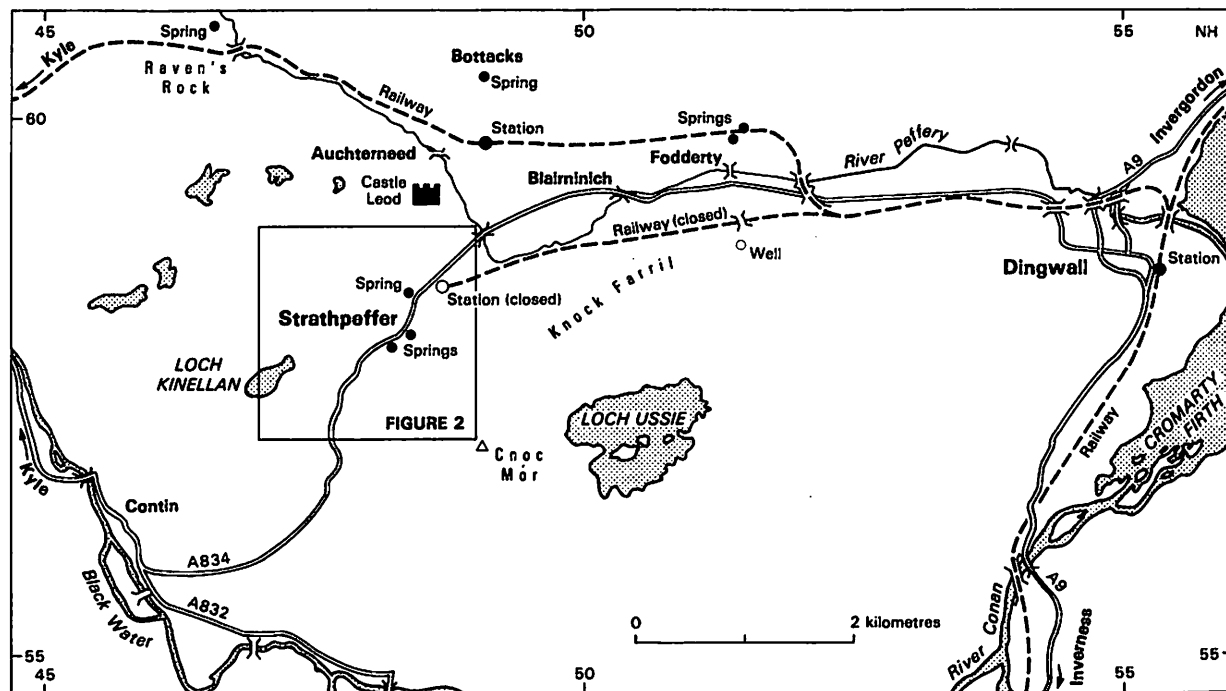 45
50
55
NH
Spring
Kyle
Raven's
Rock
Bottacks
Spring
Railway
Station
Springs
Invergordon
A9
60
60
Auchterneed
Castle
Leod
Blairninich
Fodderty
River Peffery
Railway (closed)
Well
Dingwall
Station
Spring
Station (closed)
Knock Farril
Strathpeffer
Springs
LOCH
KINELLAN
FIGURE 2
LOCH USSIE
Cnoc
Mór
CROMARTY
FIRTH
Railway
Kyle
Contin
A834
Black Water
A832
0
2 kilometres
River Conan
A9
Inverness
55
55
45
50
55